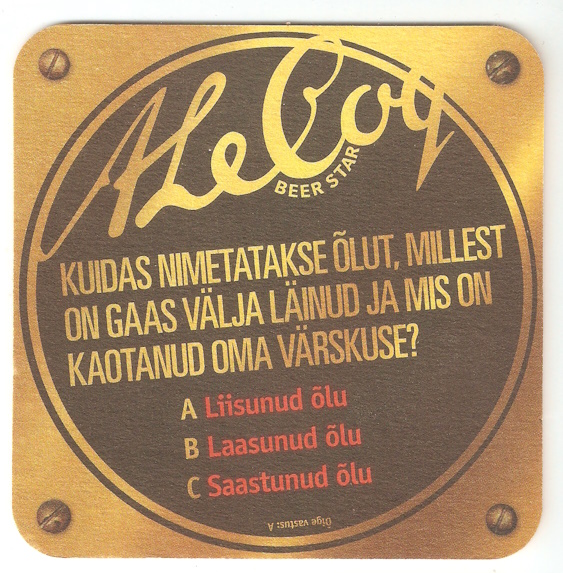 A Le Coq
BEER STAR
KUIDAS NIMETATAKSE ÕLUT, MILLEST
ON GAAS VÄLJA LÄINUD JA MIS ON
KAOTANUD OMA VÄRSKUSE?
A Liisunud õlu
B Laasunud õlu
C Saastunud õlu
Õige vastus: A